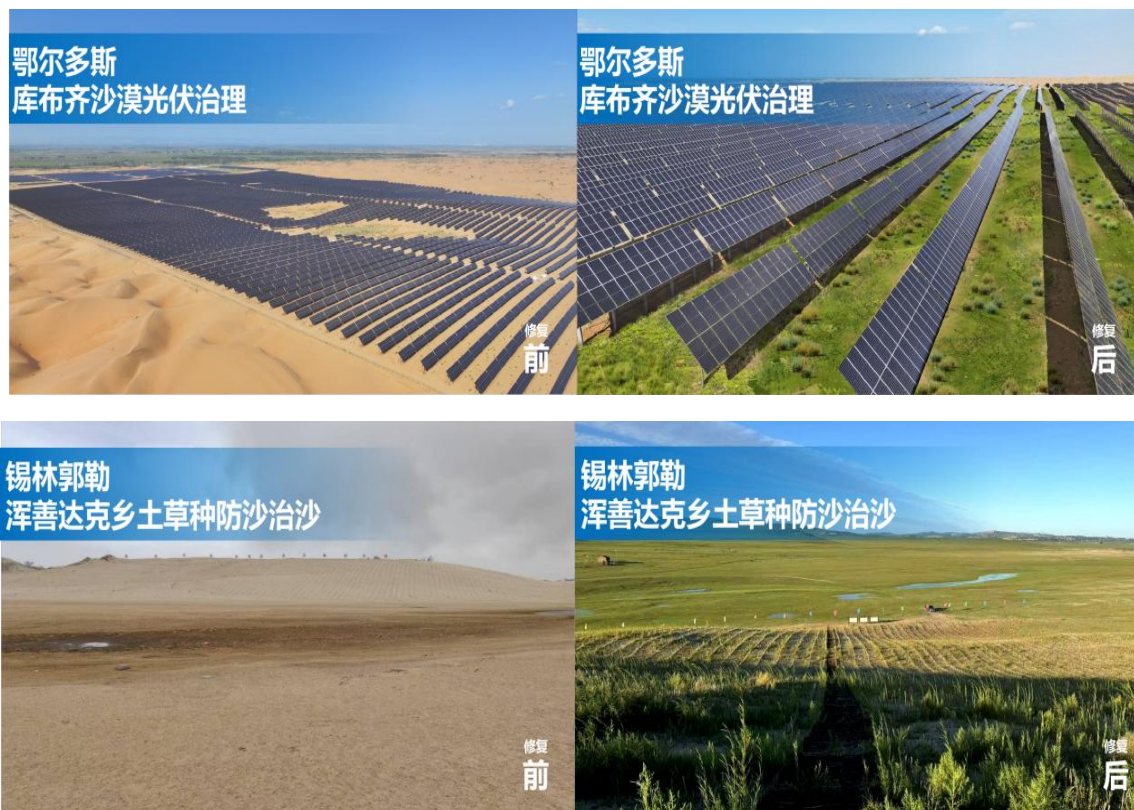 鄂尔多斯
库布齐沙漠光伏治理
修复
前
鄂尔多斯
库布齐沙漠光伏治理
修复
后
锡林郭勒
浑善达克乡土草种防沙治沙
修复
前
锡林郭勒
浑善达克乡土草种防沙治沙
修复
后